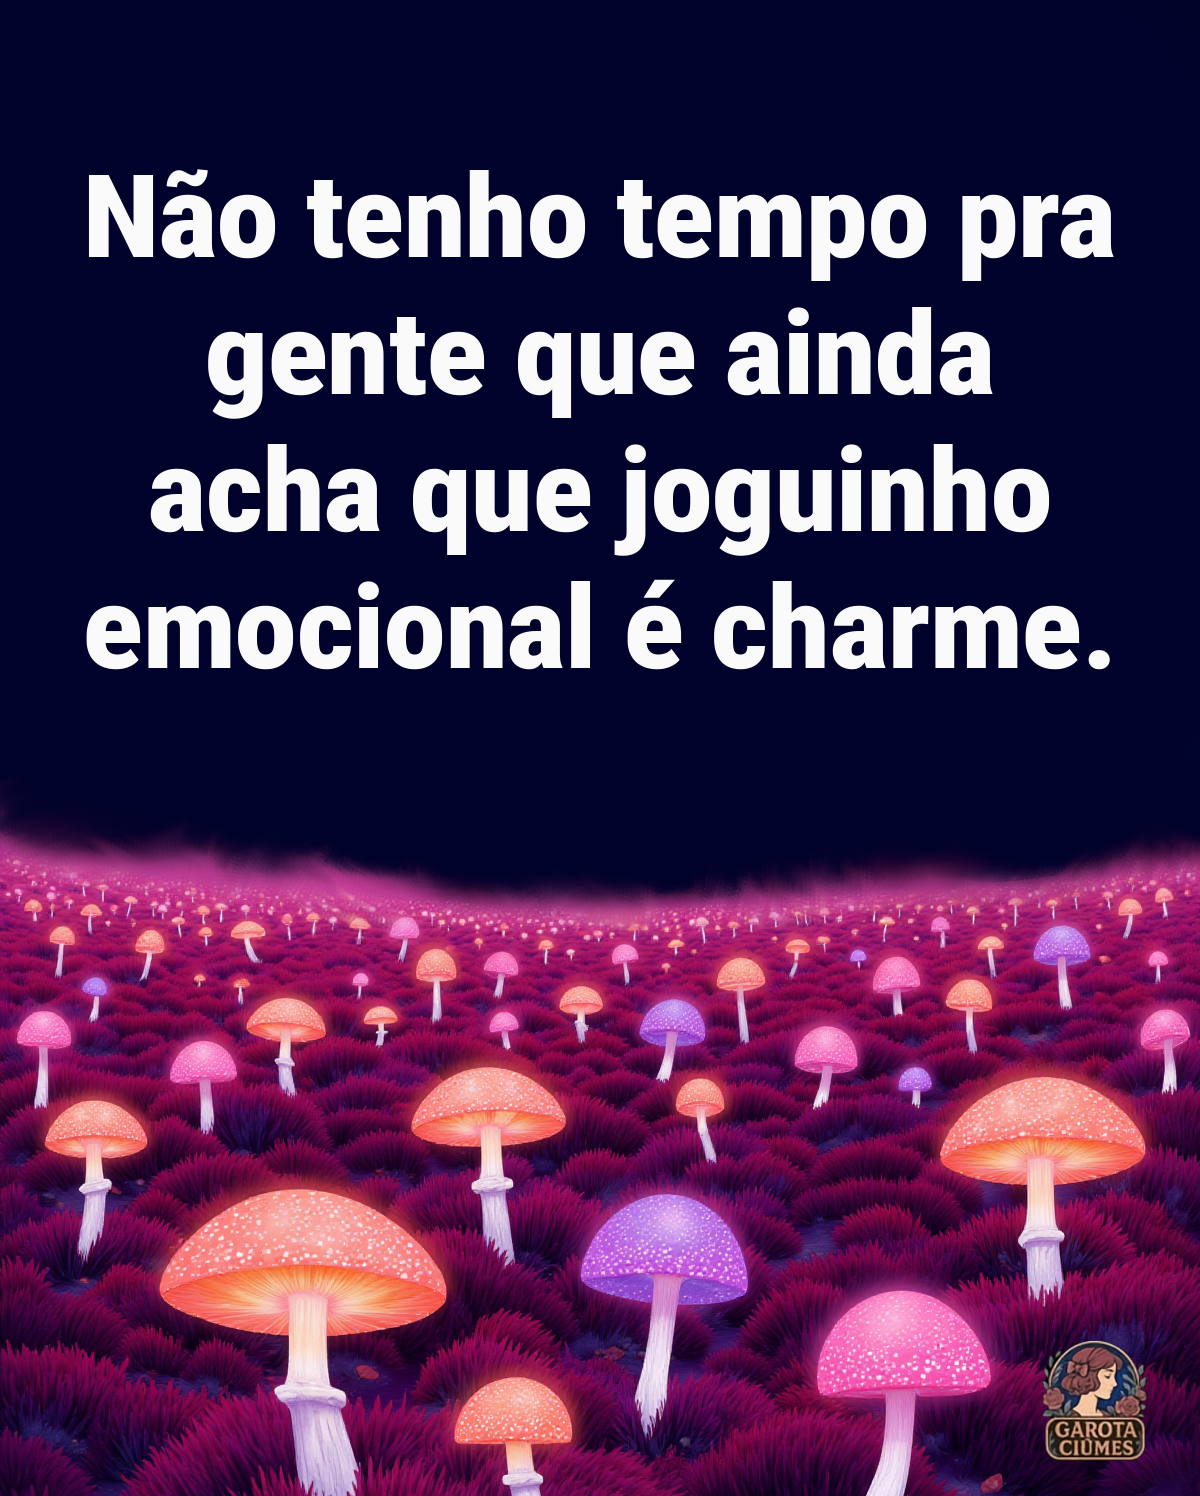 Não tenho tempo pra
gente que ainda
acha que joguinho
emocional é charme.
GAROTA
CIÚMES